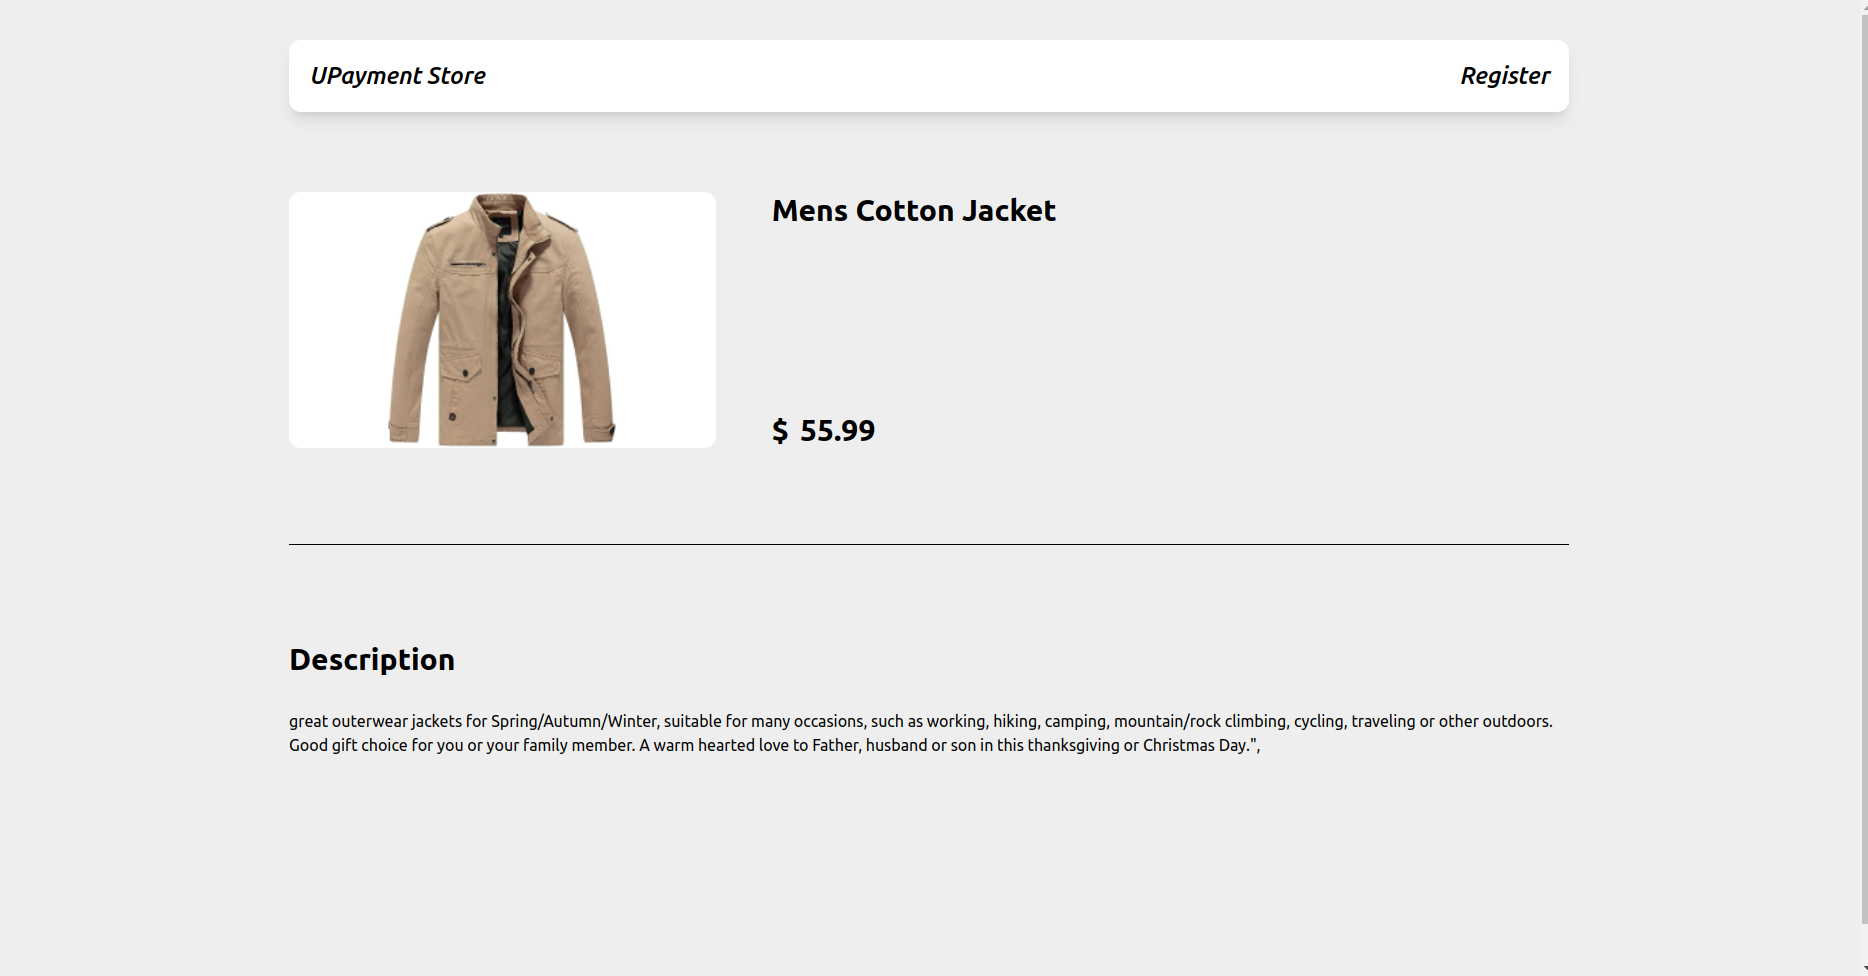 UPayment Store
Register
Mens Cotton Jacket
$ 55.99
Description
great outerwear jackets for Spring/Autumn/Winter, suitable for many occasions, such as working, hiking, camping, mountain/rock climbing, cycling, traveling or other outdoors.
Good gift choice for you or your family member. A warm hearted love to Father, husband or son in this thanksgiving or Christmas Day.",